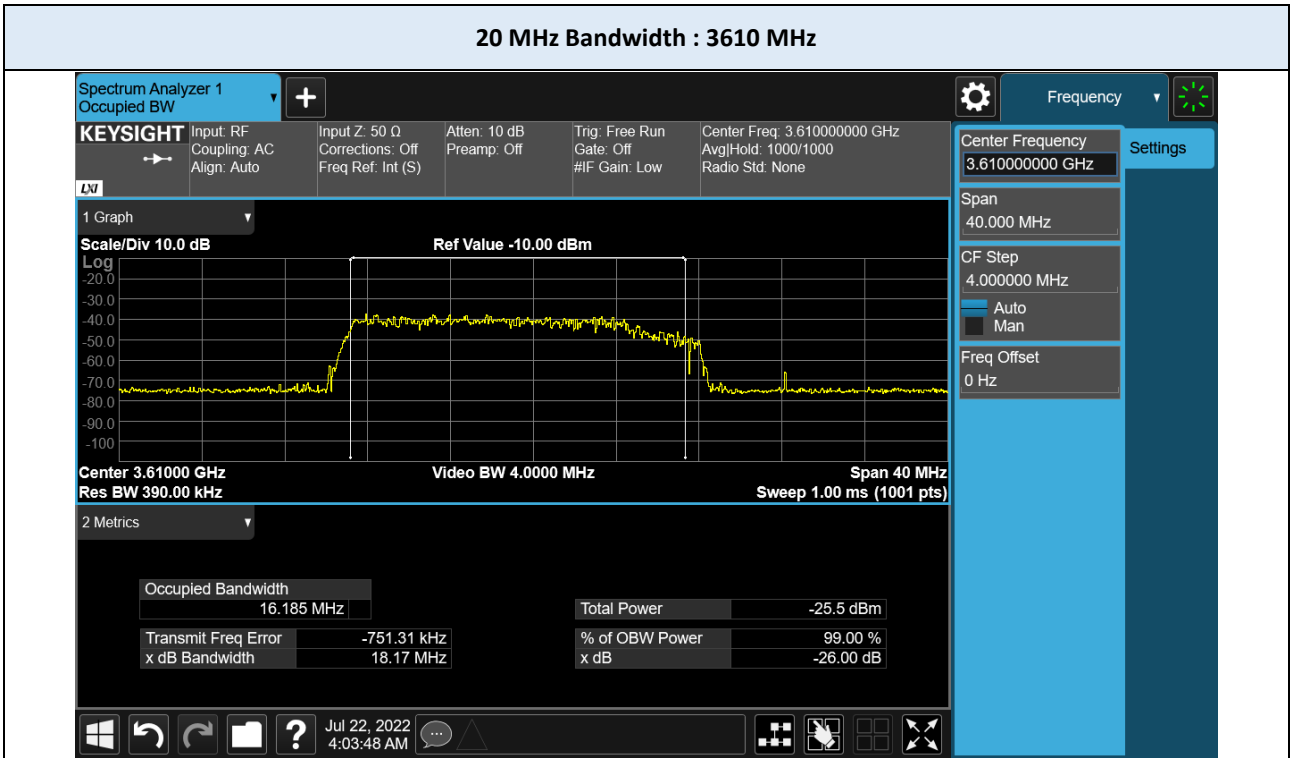 20 MHz Bandwidth : 3610 MHz
Spectrum Analyzer 1
Occupied BW
Frequency
KEYSIGHT
LXI
Input: RF
Coupling: AC
Align: Auto
Input Z: 50 Ω
Corrections: Off
Freq Ref: Int (S)
Atten: 10 dB
Preamp: Off
Trig: Free Run
Gate: Off
#IF Gain: Low
Center Freq: 3.610000000 GHz
Avg|Hold: 1000/1000
Radio Std: None
Center Frequency
3.610000000 GHz
Settings
Span
40.000 MHz
CF Step
4.000000 MHz
Auto
Man
Freq Offset
0 Hz
1 Graph
Scale/Div 10.0 dB
Ref Value -10.00 dBm
Log
-20.0
-30.0
-40.0
-50.0
-60.0
-70.0
-80.0
-90.0
-100
Center 3.61000 GHz
Video BW 4.0000 MHz
Span 40 MHz
Res BW 390.00 kHz
Sweep 1.00 ms (1001 pts)
2 Metrics
Occupied Bandwidth
16.185 MHz
Total Power -25.5 dBm
Transmit Freq Error -751.31 kHz
% of OBW Power 99.00 %
x dB Bandwidth 18.17 MHz
x dB -26.00 dB
?
Jul 22, 2022
4:03:48 AM